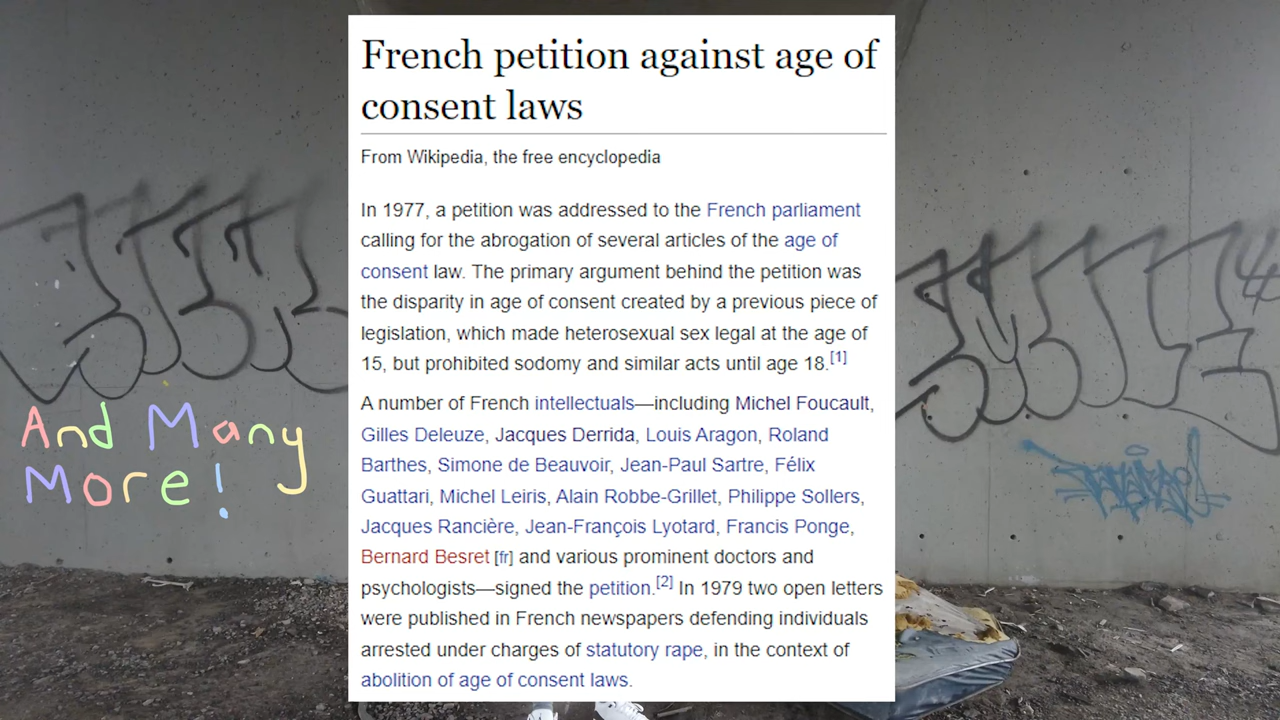 French petition against age of
consent laws
From Wikipedia, the free encyclopedia
In 1977, a petition was addressed to the French parliament
calling for the abrogation of several articles of the age of
consent law. The primary argument behind the petition was
the disparity in age of consent created by a previous piece of
legislation, which made heterosexual sex legal at the age of
15, but prohibited sodomy and similar acts until age 18.[1]
A number of French intellectuals—including Michel Foucault,
Gilles Deleuze, Jacques Derrida, Louis Aragon, Roland
Barthes, Simone de Beauvoir, Jean-Paul Sartre, Félix
Guattari, Michel Leiris, Alain Robbe-Grillet, Philippe Sollers,
Jacques Rancière, Jean-François Lyotard, Francis Ponge,
Bernard Besret [fr] and various prominent doctors and
psychologists—signed the petition.[2] In 1979 two open letters
were published in French newspapers defending individuals
arrested under charges of statutory rape, in the context of
abolition of age of consent laws.
And Many
More!